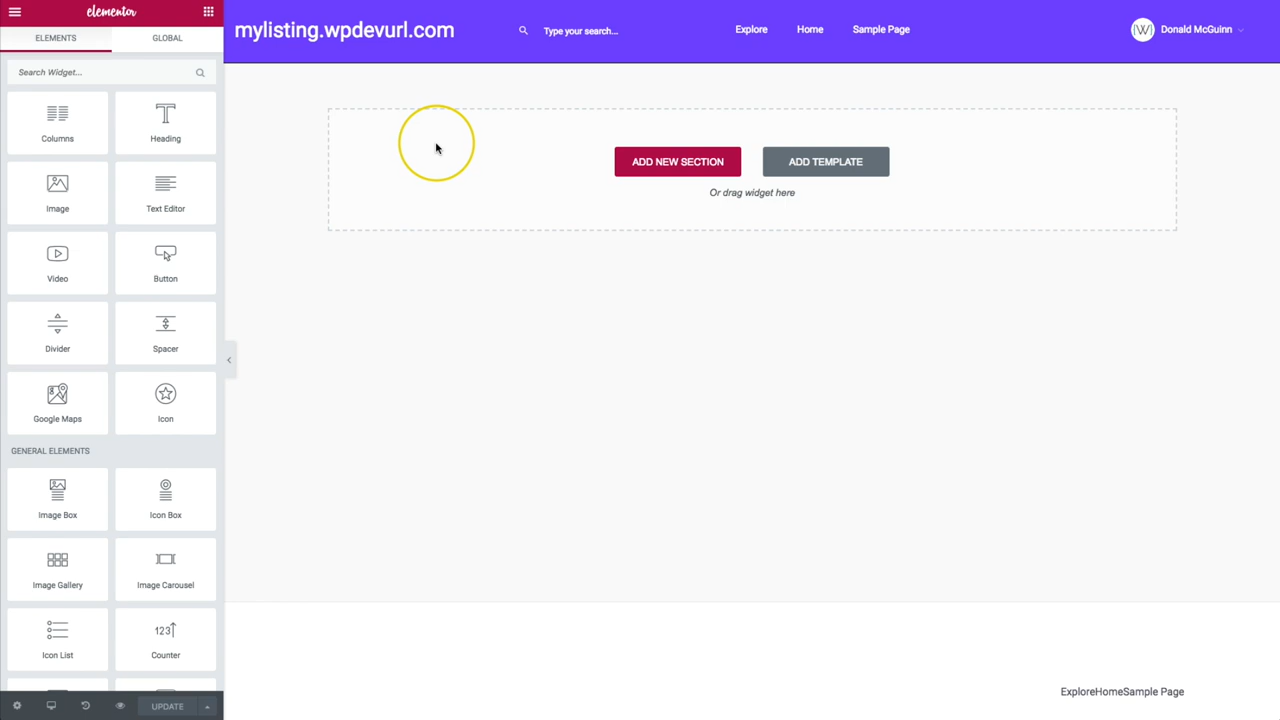 elementor
ELEMENTS
GLOBAL
Search Widget...
Columns
Heading
Image
Text Editor
Video
Button
Divider
Spacer
Google Maps
Icon
GENERAL ELEMENTS
Image Box
Icon Box
Image Gallery
Image Carousel
Icon List
123
Counter
UPDATE
mylisting.wpdevurl.com
Type your search...
Explore
Home
Sample Page
W
Donald McGuinn
ADD NEW SECTION
ADD TEMPLATE
Or drag widget here
ExploreHomeSample Page